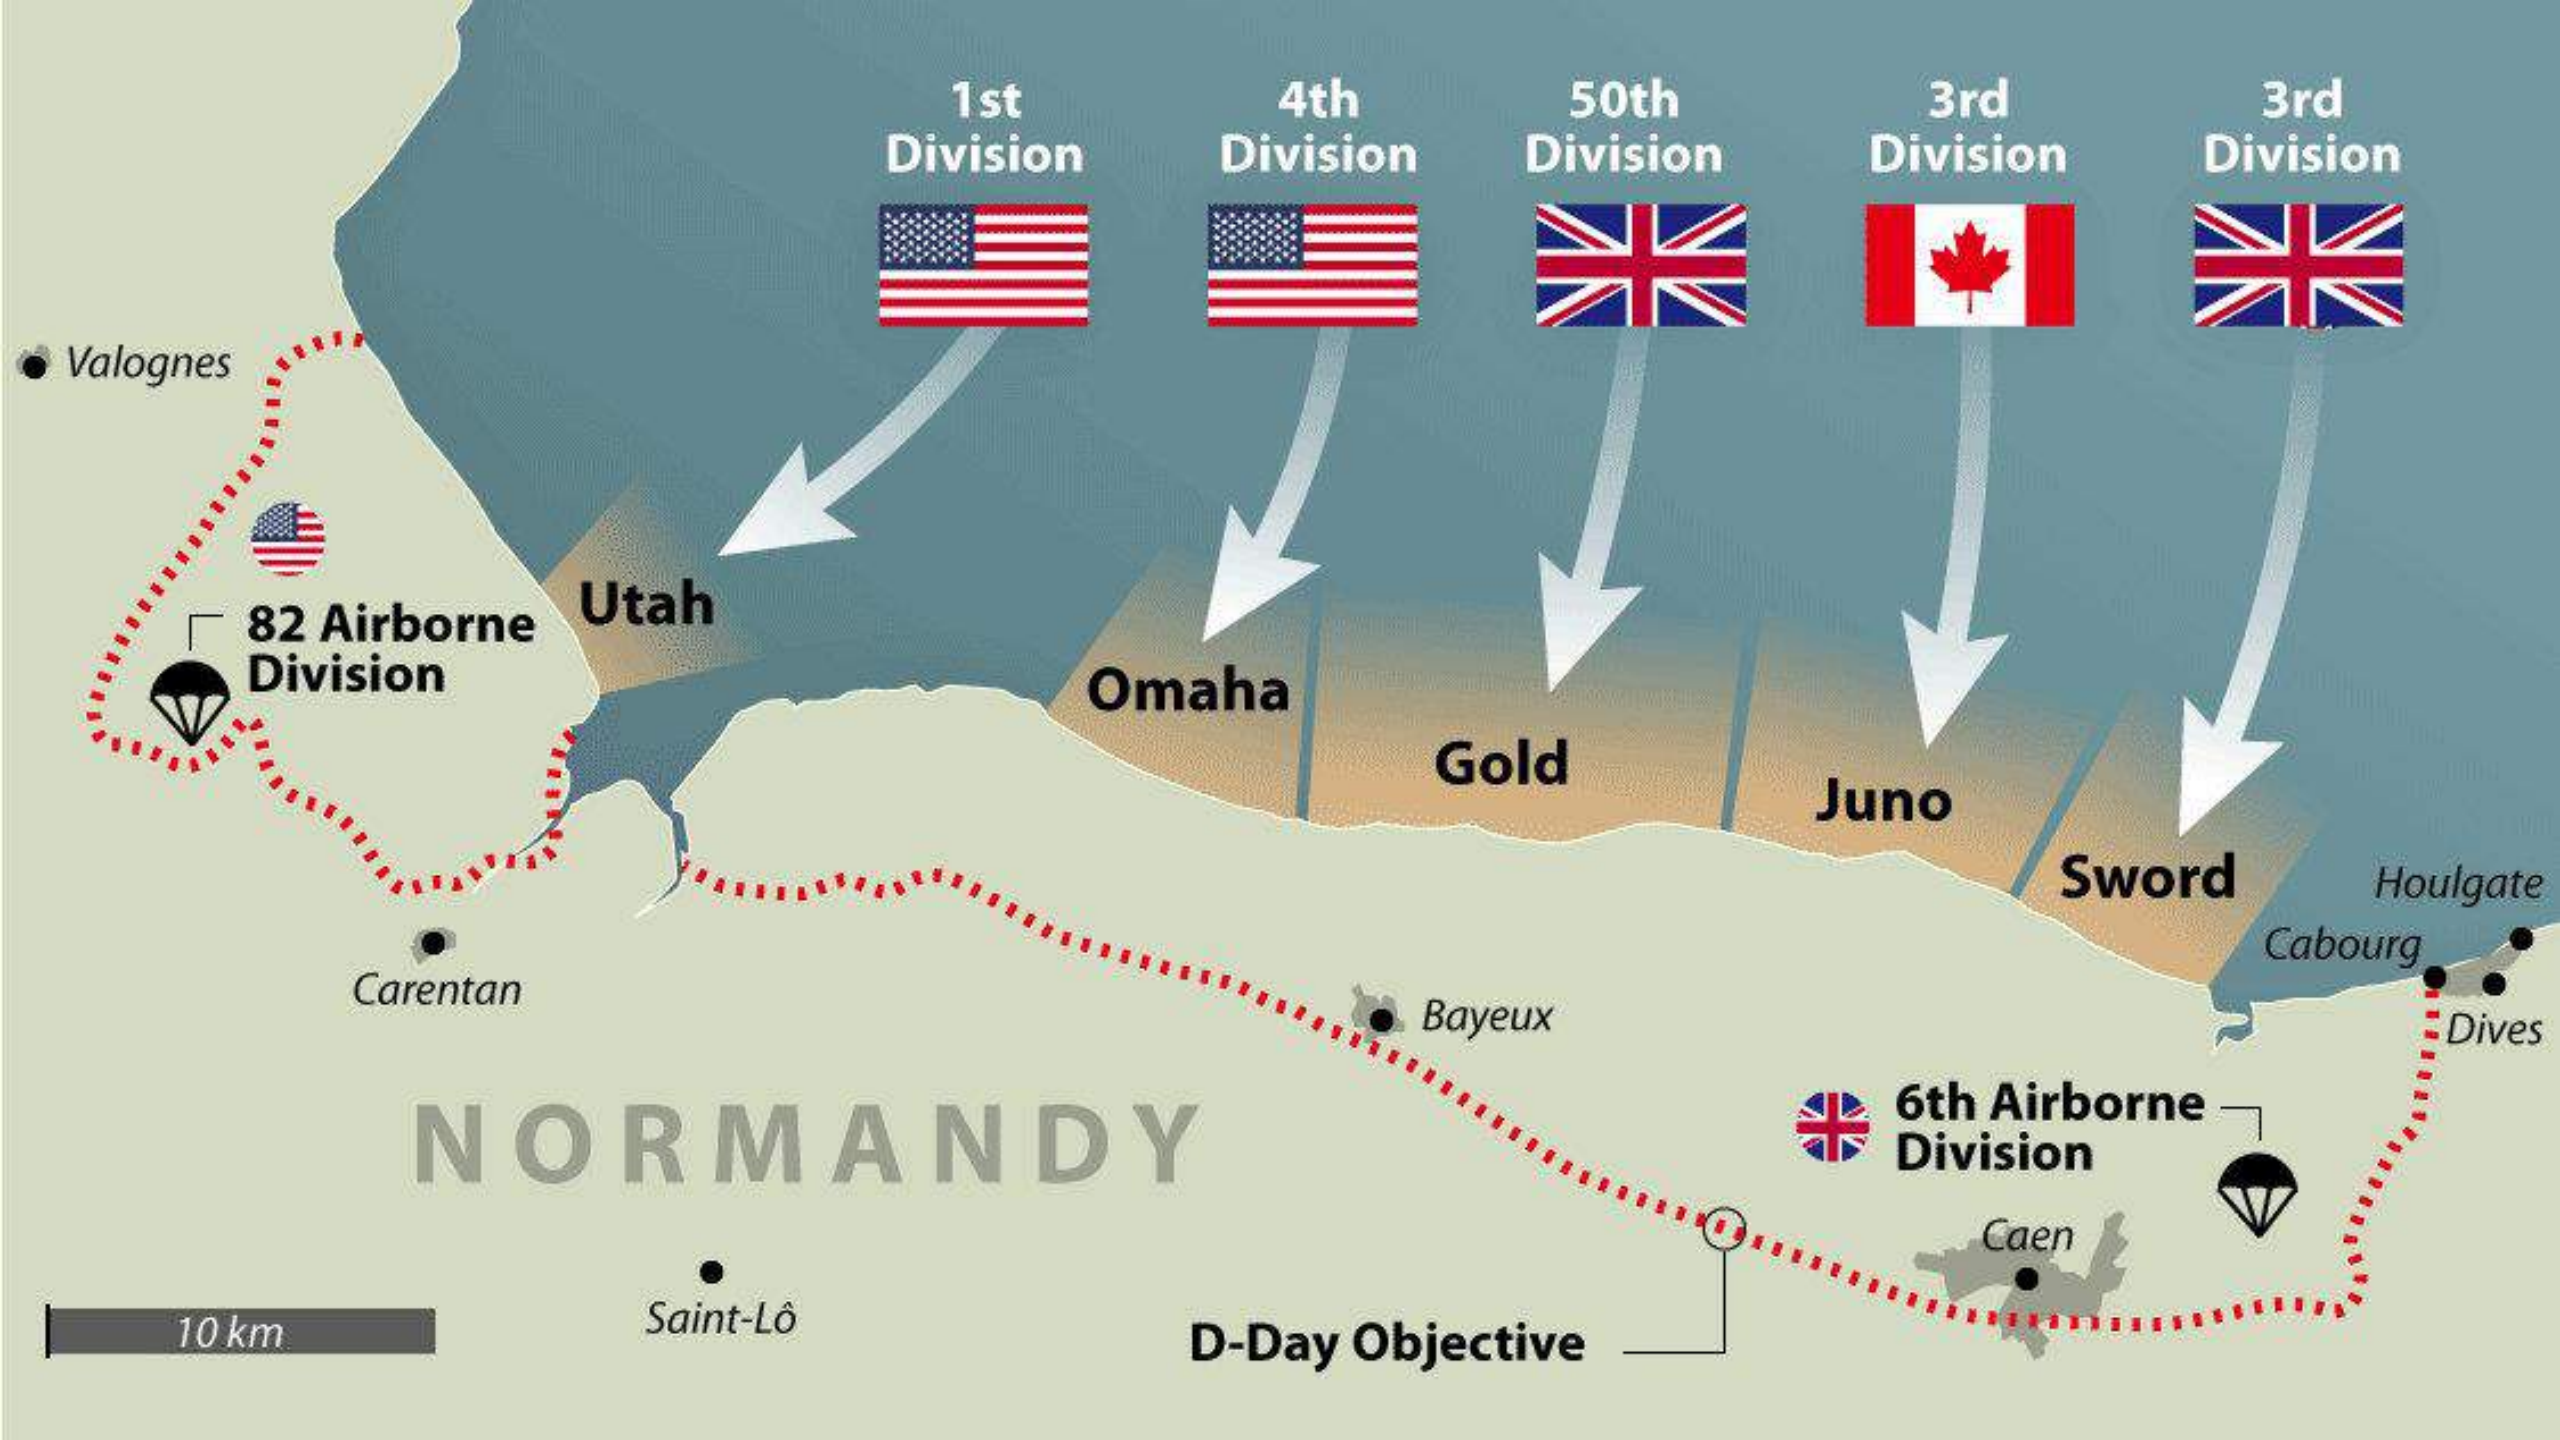 1st
Division
4th
Division
50th
Division
3rd
Division
3rd
Division
Valognes
82 Airborne
Division
Utah
Omaha
Gold
Juno
Sword
Houlgate
Cabourg
Dives
Carentan
Bayeux
NORMANDY
6th Airborne
Division
Caen
Saint-Lô
D-Day Objective
10 km